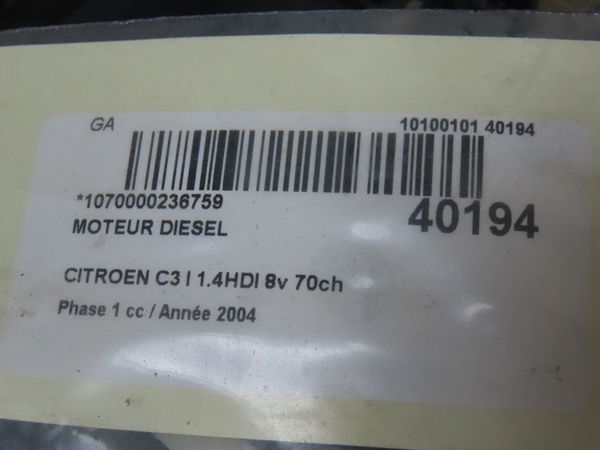 GA 10100101 40194
*1070000236759
40194
MOTEUR DIESEL
CITROEN C3 I 1.4HDI 8v 70ch
Phase 1 cc / Année 2004